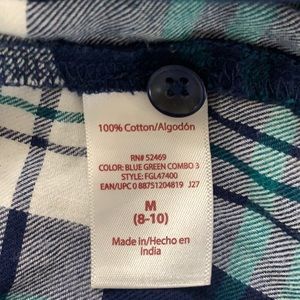 100% Cotton/Algodón
RN# 52469
COLOR: BLUE GREEN COMBO 3
STYLE: FGL47400
EAN/UPC 0 88751204819 J27
M
(8-10)
Made in/Hecho en
India